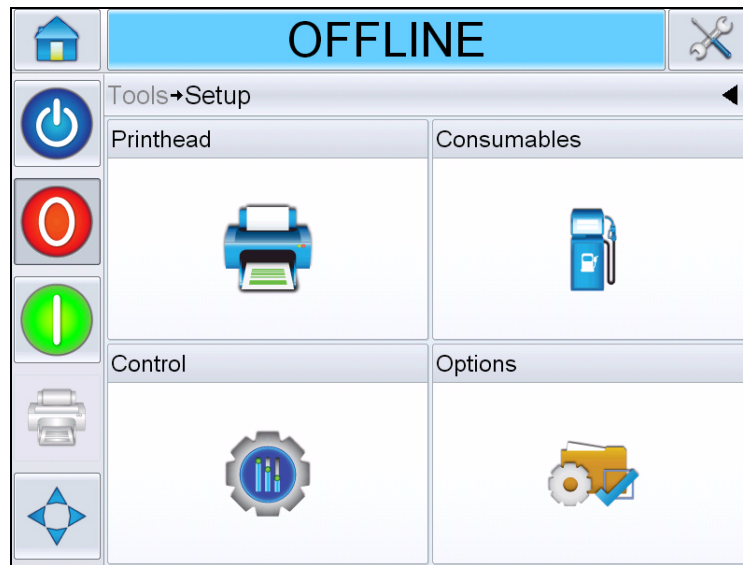 OFFLINE
Tools→Setup
Printhead
Consumables
Control
Options